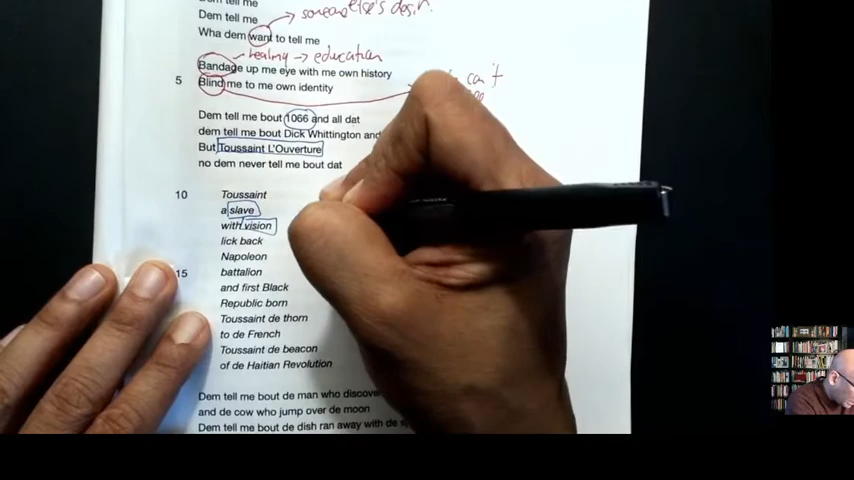 Dem tell me
Dem tell me
Wha dem want to tell me
someone else's desir.
healing → education
Bandage up me eye with me own history
5 Blind me to me own identity
can't
Dem tell me bout 1066 and all dat
dem tell me bout Dick Whittington and
But Toussaint L'Ouverture
no dem never tell me bout dat
10 Toussaint
a slave
with vision
lick back
Napoleon
15 battalion
and first Black
Republic born
Toussaint de thorn
to de French
Toussaint de beacon
of de Haitian Revolution
Dem tell me bout de man who discove
and de cow who jump over de moon
Dem tell me bout de dish ran away with de s